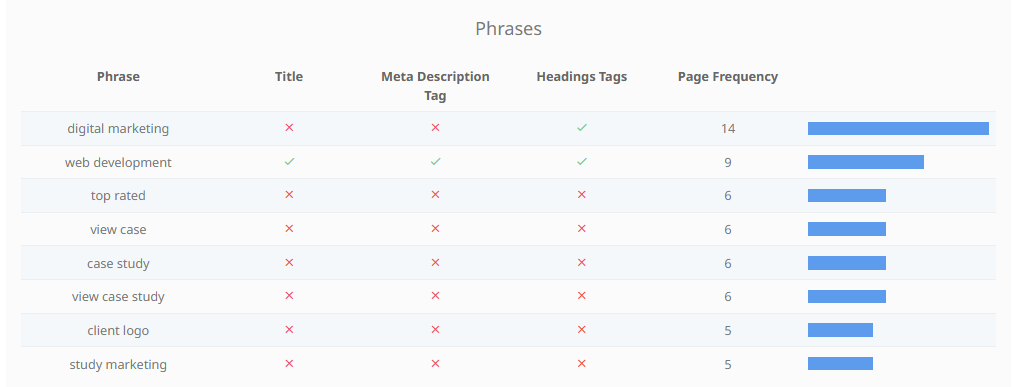 Phrases
Phrase Title Meta Description Tag Headings Tags Page Frequency
digital marketing ✕ ✕ ✓ 14
web development ✓ ✓ ✓ 9
top rated ✕ ✕ ✕ 6
view case ✕ ✕ ✕ 6
case study ✕ ✕ ✕ 6
view case study ✕ ✕ ✕ 6
client logo ✕ ✕ ✕ 5
study marketing ✕ ✕ ✕ 5